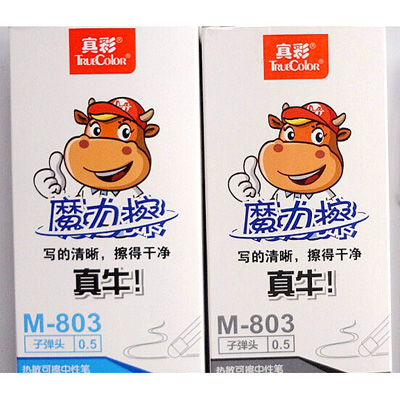 真彩®
TRUECOLOR®
魔力擦
写的清晰，擦得干净
真牛!
M-803
子弹头 0.5
热敏可擦中性笔
真彩®
TRUECOLOR®
魔力擦
写的清晰，擦得干净
真牛!
M-803
子弹头 0.5
热敏可擦中性笔